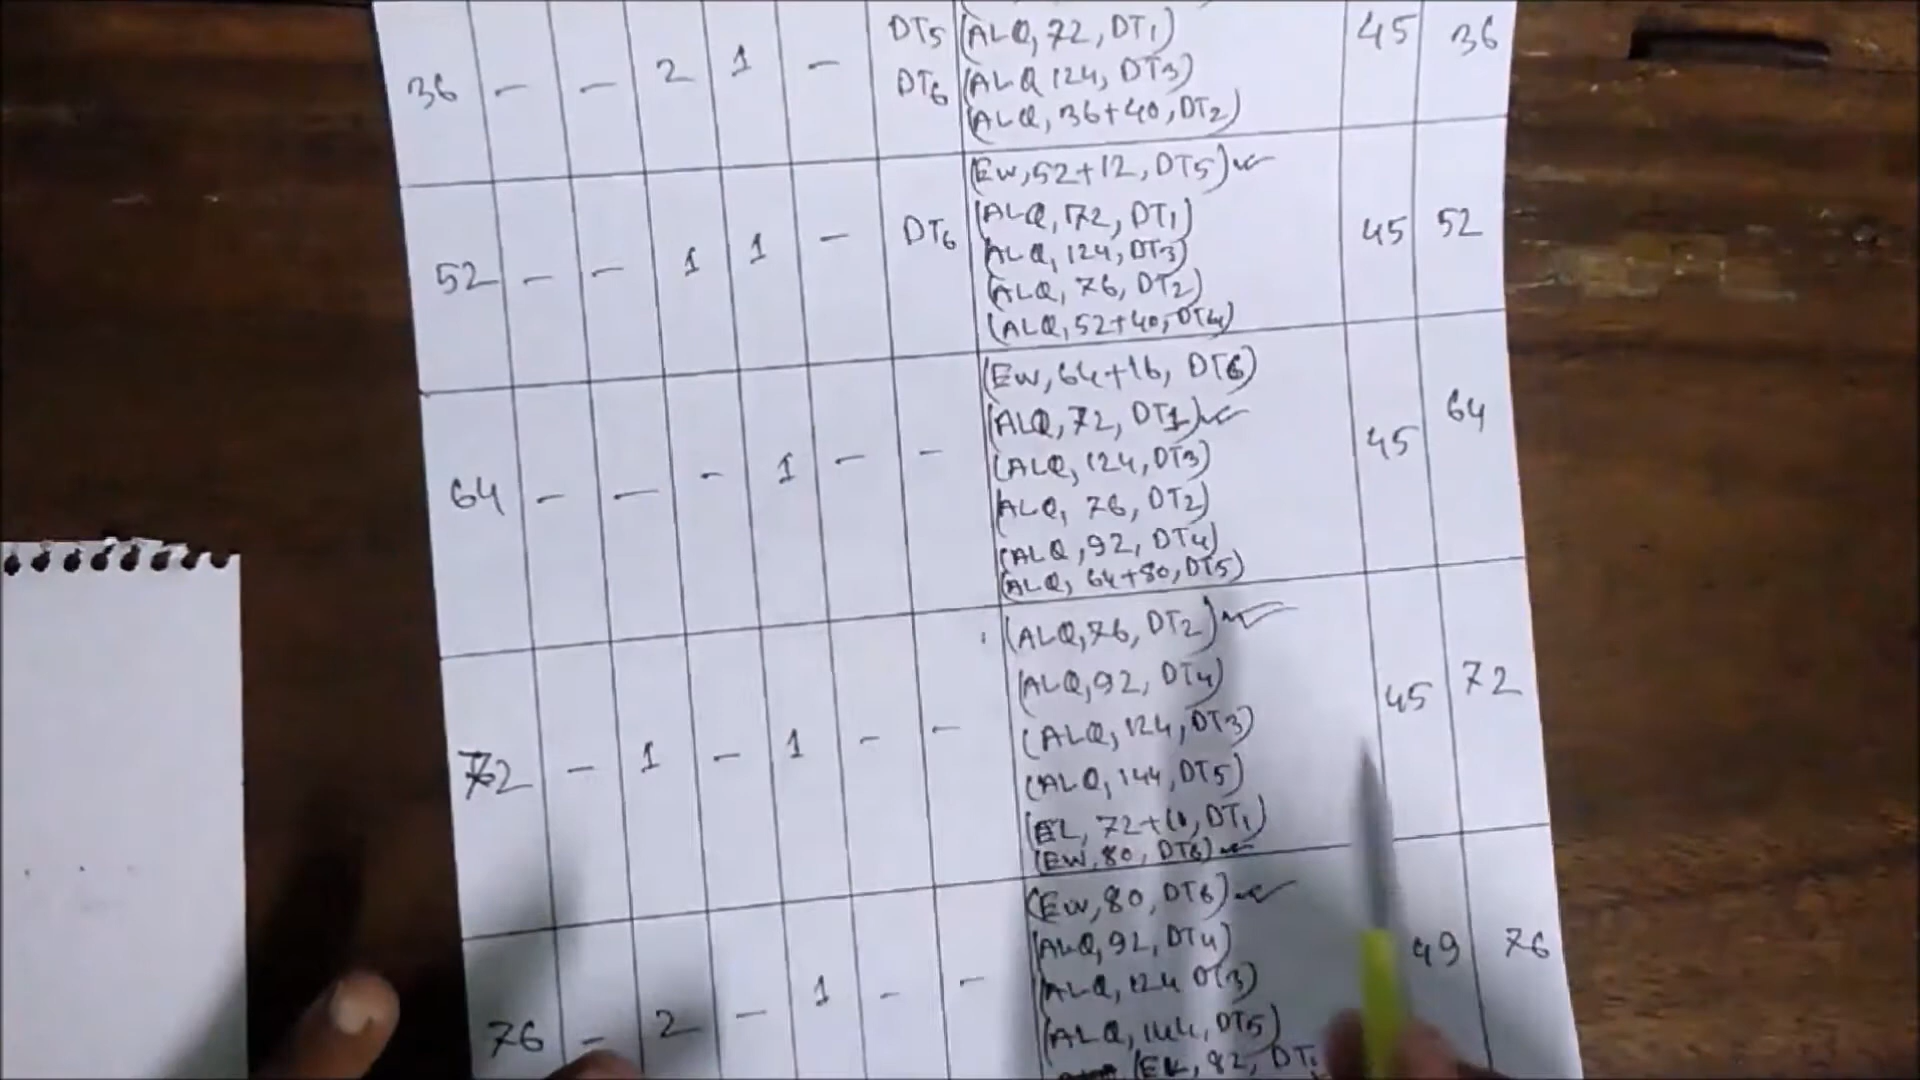 36 - - 2 1 - DT5 (ALQ, 72, DT1) 45 36
DT6 (ALQ 124, DT3)
(ALQ, 36+40, DT2)
52 - - 1 1 - DT6 (EW, 52+12, DT5) 45 52
(ALQ, 72, DT1)
(ALQ, 124, DT3)
(ALQ, 76, DT2)
(ALQ, 52+40, DT4)
64 - - - 1 - - (EW, 64+16, DT6) 45 64
(ALQ, 72, DT1)
(ALQ, 124, DT3)
(ALQ, 76, DT2)
(ALQ, 92, DT4)
(ALQ, 64+80, DT5)
72 - 1 - 1 - - (ALQ, 76, DT2) 45 72
(ALQ, 92, DT4)
(ALQ, 124, DT3)
(ALQ, 144, DT5)
(EL, 72+10, DT1)
(EW, 80, DT6)
76 - 2 - 1 - - (EW, 80, DT6) 49 76
(ALQ, 92, DT4)
(ALQ, 124 DT3)
(ALQ, 144, DT5)
(EL, 82, DT1